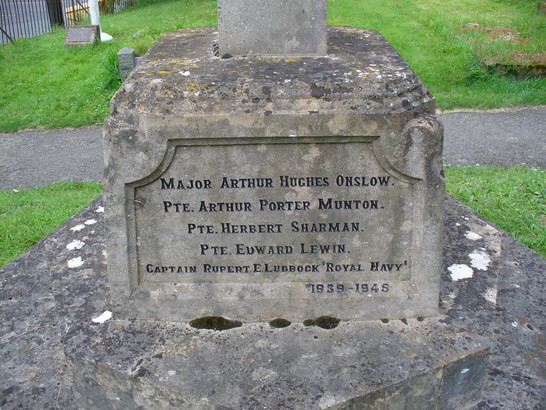 Major Arthur Hughes Onslow.
Pte. Arthur Porter Munton.
Pte. Herbert Sharman.
Pte. Edward Lewin.
Captain Rupert E. Lubbock 'Royal Navy'
1939-1945